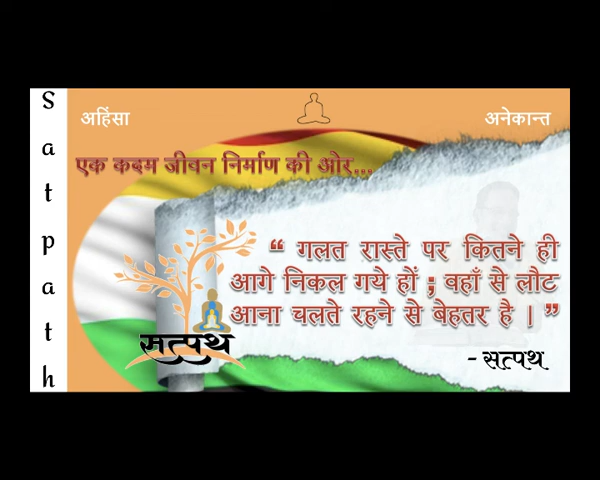 Satpath
अहिंसा
अनेकान्त
एक कदम जीवन निर्माण की ओर...
“ गलत रास्ते पर कितने ही
आगे निकल गये हों ; वहाँ से लौट
आना चलते रहने से बेहतर है । ”
सत्पथ
- सत्पथ